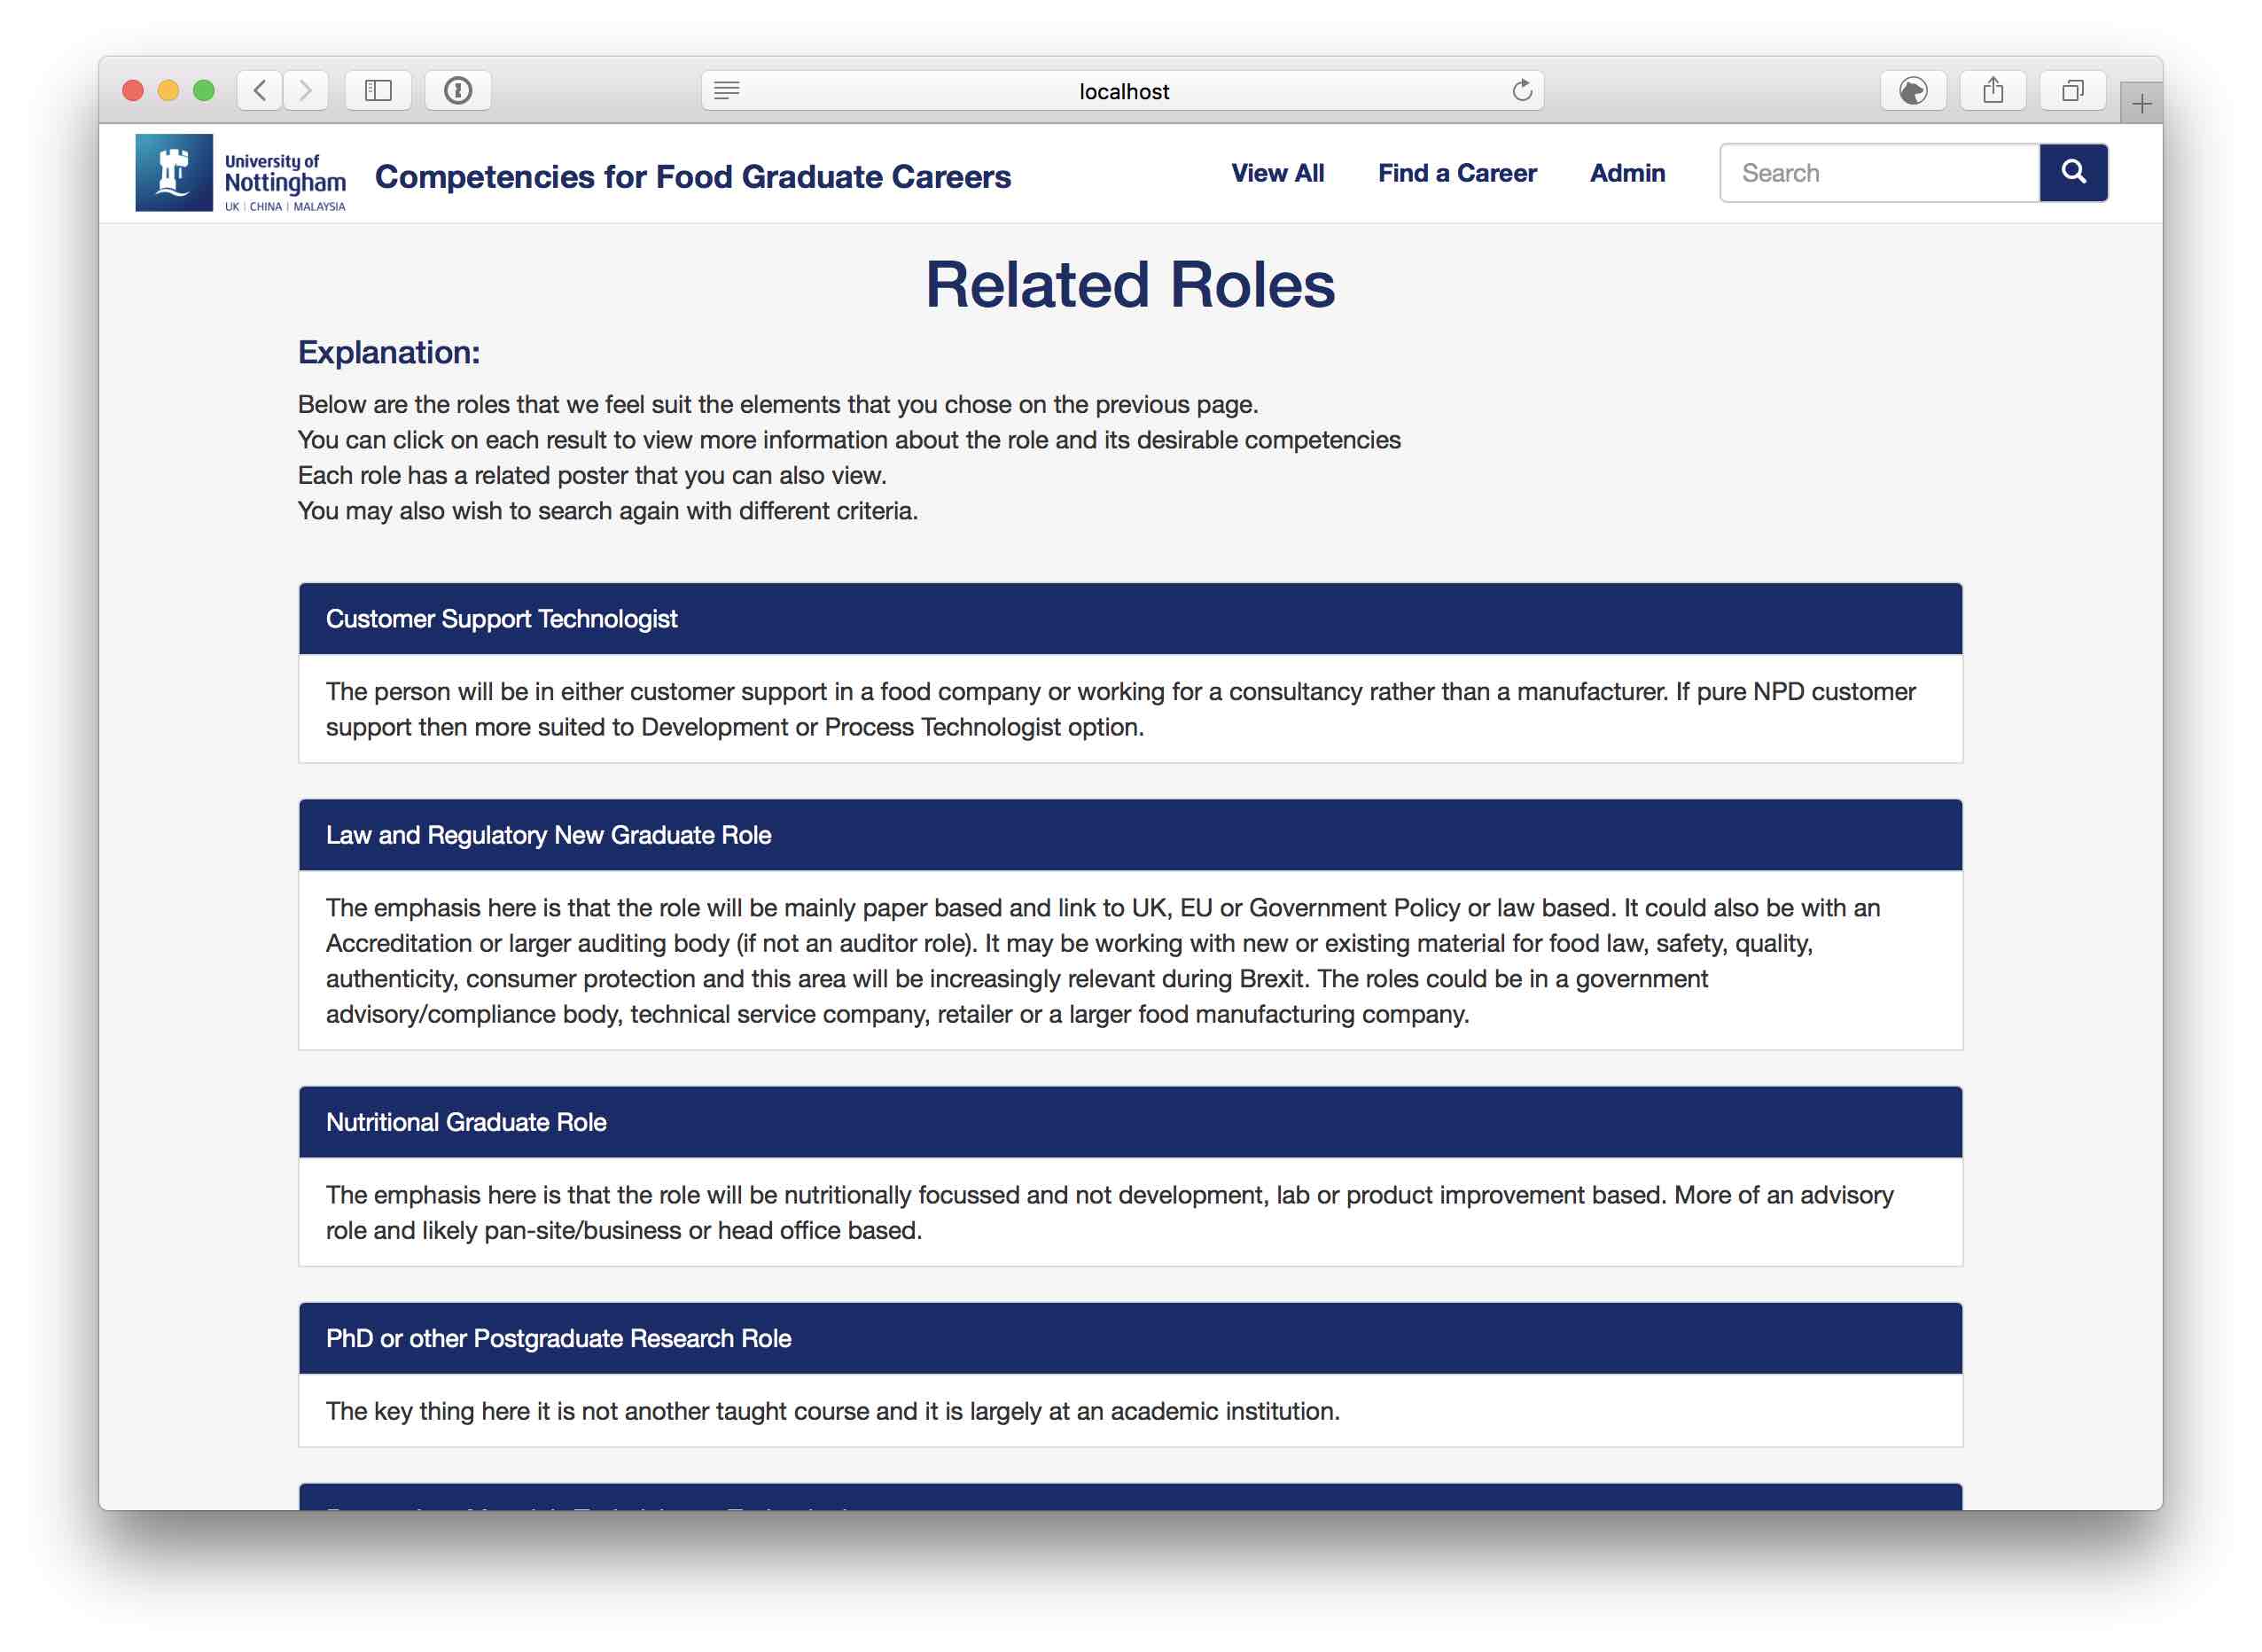 localhost
University of
Nottingham
UK | CHINA | MALAYSIA
Competencies for Food Graduate Careers
View All
Find a Career
Admin
Search
Related Roles
Explanation:
Below are the roles that we feel suit the elements that you chose on the previous page.
You can click on each result to view more information about the role and its desirable competencies
Each role has a related poster that you can also view.
You may also wish to search again with different criteria.
Customer Support Technologist
The person will be in either customer support in a food company or working for a consultancy rather than a manufacturer. If pure NPD customer
support then more suited to Development or Process Technologist option.
Law and Regulatory New Graduate Role
The emphasis here is that the role will be mainly paper based and link to UK, EU or Government Policy or law based. It could also be with an
Accreditation or larger auditing body (if not an auditor role). It may be working with new or existing material for food law, safety, quality,
authenticity, consumer protection and this area will be increasingly relevant during Brexit. The roles could be in a government
advisory/compliance body, technical service company, retailer or a larger food manufacturing company.
Nutritional Graduate Role
The emphasis here is that the role will be nutritionally focussed and not development, lab or product improvement based. More of an advisory
role and likely pan-site/business or head office based.
PhD or other Postgraduate Research Role
The key thing here it is not another taught course and it is largely at an academic institution.